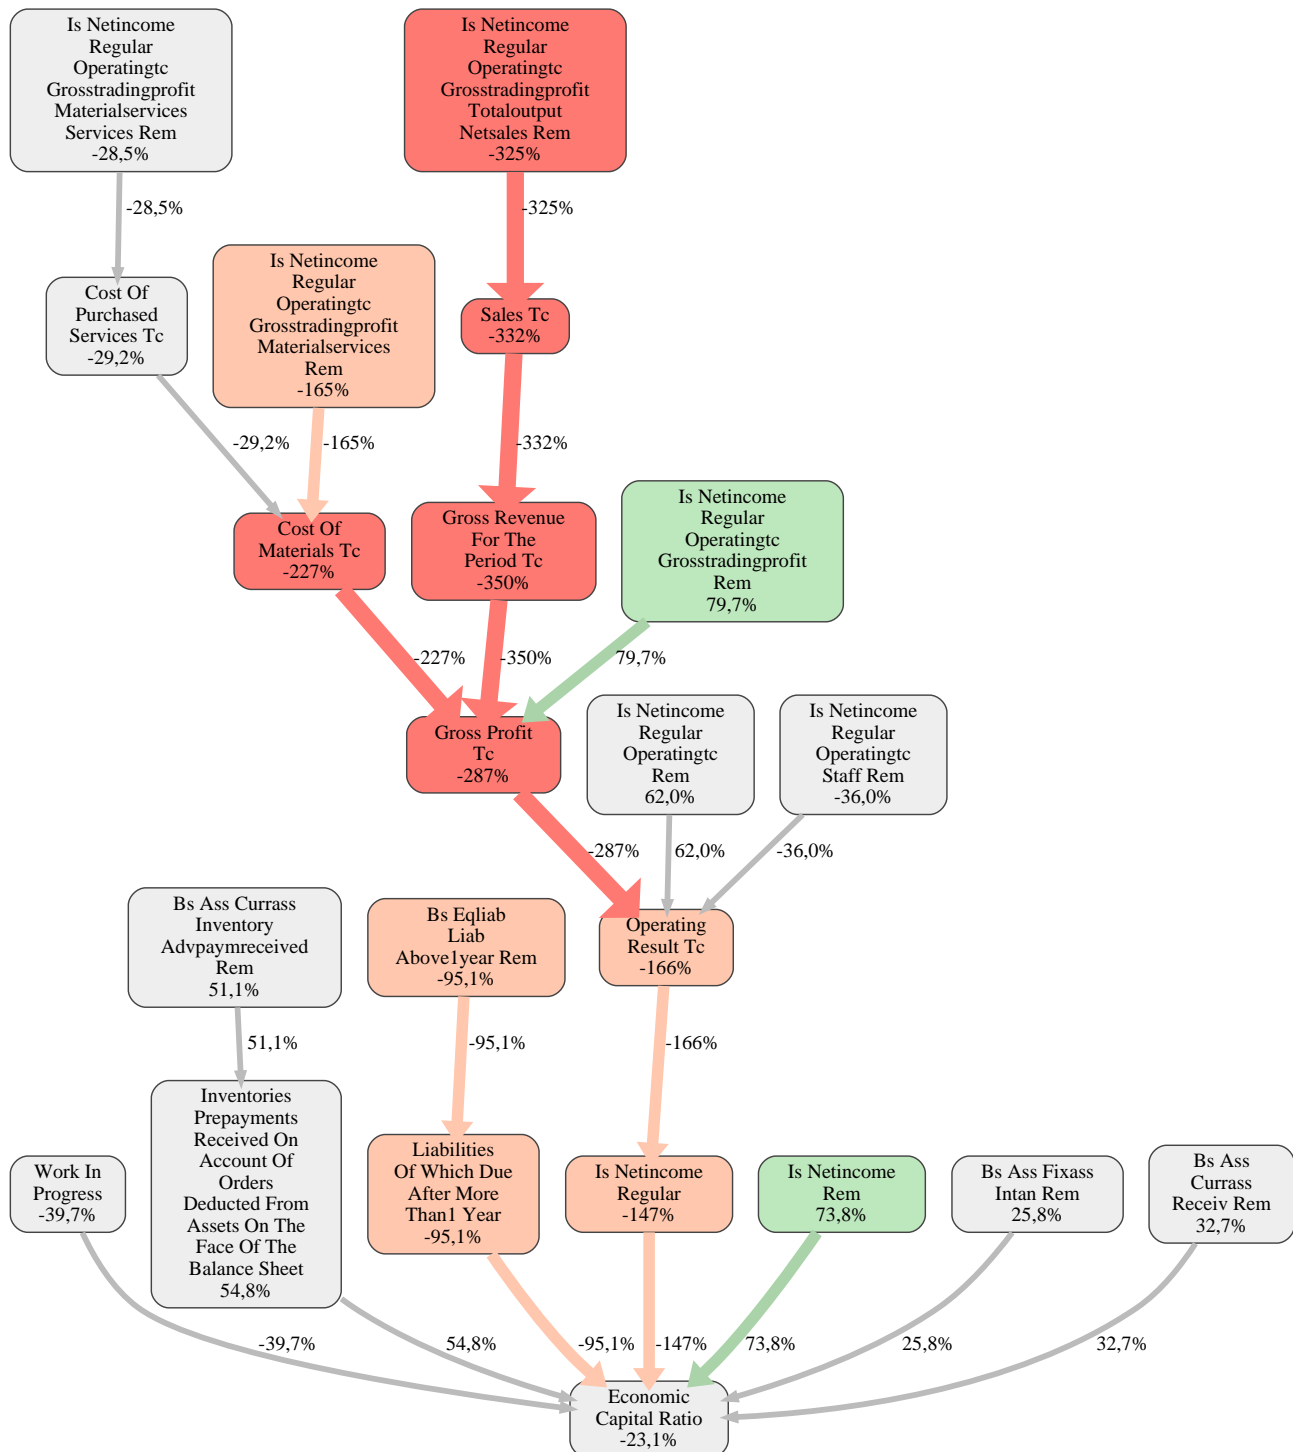 Is Netincome
Regular
Operatingtc
Grosstradingprofit
Materialservices
Services Rem
-28,5%
Is Netincome
Regular
Operatingtc
Grosstradingprofit
Totaloutput
Netsales Rem
-325%
-28,5%
-325%
Is Netincome
Regular
Operatingtc
Grosstradingprofit
Materialservices
Rem
-165%
Cost Of
Purchased
Services Tc
-29,2%
Sales Tc
-332%
-29,2%
-165%
-332%
Is Netincome
Regular
Operatingtc
Grosstradingprofit
Rem
79,7%
Cost Of
Materials Tc
-227%
Gross Revenue
For The
Period Tc
-350%
-227%
-350%
79,7%
Gross Profit
Tc
-287%
Is Netincome
Regular
Operatingtc
Rem
62,0%
Is Netincome
Regular
Operatingtc
Staff Rem
-36,0%
-287%
62,0%
-36,0%
Bs Ass Currass
Inventory
Advpaymreceived
Rem
51,1%
Bs Eqliab
Liab
Above1year Rem
-95,1%
Operating
Result Tc
-166%
51,1%
-95,1%
-166%
Work In
Progress
-39,7%
Inventories
Prepayments
Received On
Account Of
Orders
Deducted From
Assets On The
Face Of The
Balance Sheet
54,8%
Liabilities
Of Which Due
After More
Than1 Year
-95,1%
Is Netincome
Regular
-147%
Is Netincome
Rem
73,8%
Bs Ass Fixass
Intan Rem
25,8%
Bs Ass
Currass
Receiv Rem
32,7%
-39,7%
54,8%
-95,1%
-147%
73,8%
25,8%
32,7%
Economic
Capital Ratio
-23,1%